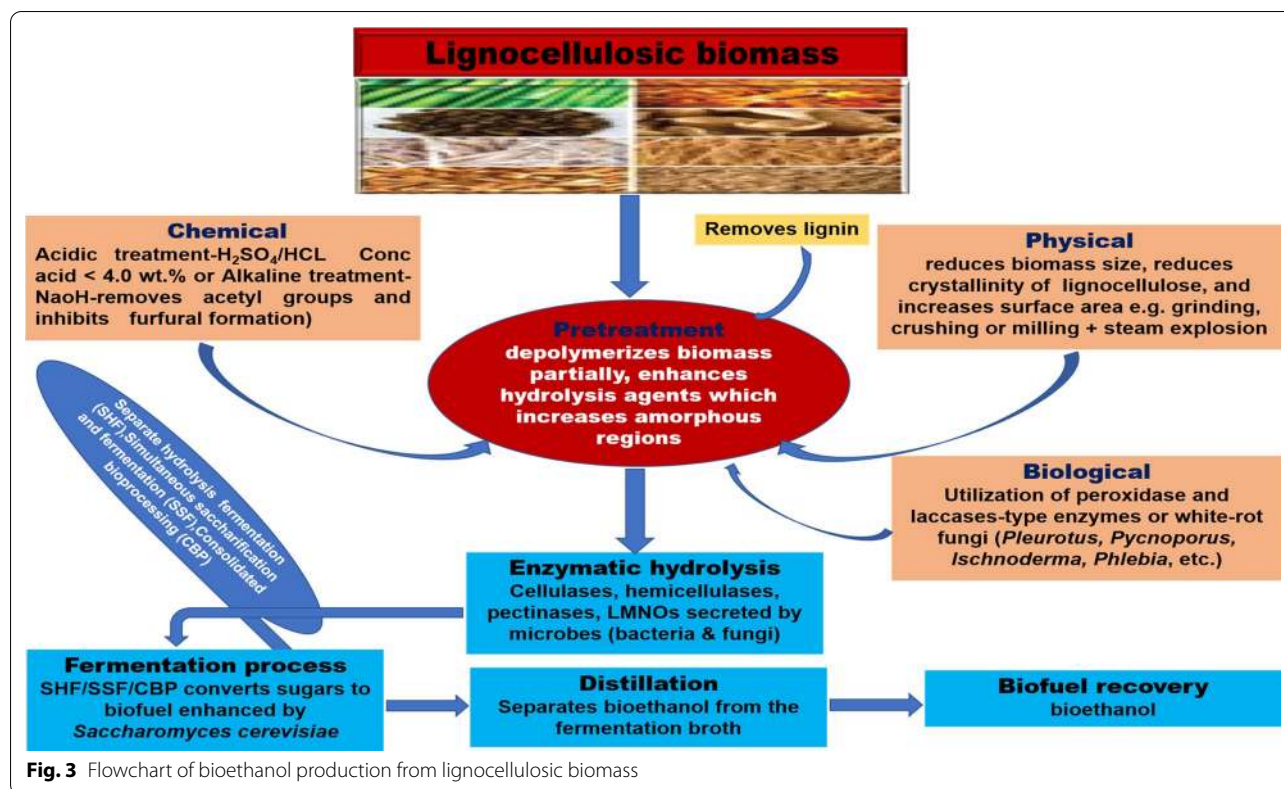 Lignocellulosic biomass
Removes lignin
Chemical
Acidic treatment-H₂SO₄/HCL Conc
acid < 4.0 wt.% or Alkaline treatment-
NaoH-removes acetyl groups and
inhibits furfural formation)
Physical
reduces biomass size, reduces
crystallinity of lignocellulose, and
increases surface area e.g. grinding,
crushing or milling + steam explosion
Pretreatment
depolymerizes biomass
partially, enhances
hydrolysis agents which
increases amorphous
regions
Separate hydrolysis fermentation
(SHF),Simultaneous saccharification
and fermentation (SSF),Consolidated
bioprocessing (CBP)
Biological
Utilization of peroxidase and
laccases-type enzymes or white-rot
fungi (Pleurotus, Pycnoporus,
Ischnoderma, Phlebia, etc.)
Enzymatic hydrolysis
Cellulases, hemicellulases,
pectinases, LMNOs secreted by
microbes (bacteria & fungi)
Fermentation process
SHF/SSF/CBP converts sugars to
biofuel enhanced by
Saccharomyces cerevisiae
Distillation
Separates bioethanol from the
fermentation broth
Biofuel recovery
bioethanol
Fig. 3 Flowchart of bioethanol production from lignocellulosic biomass